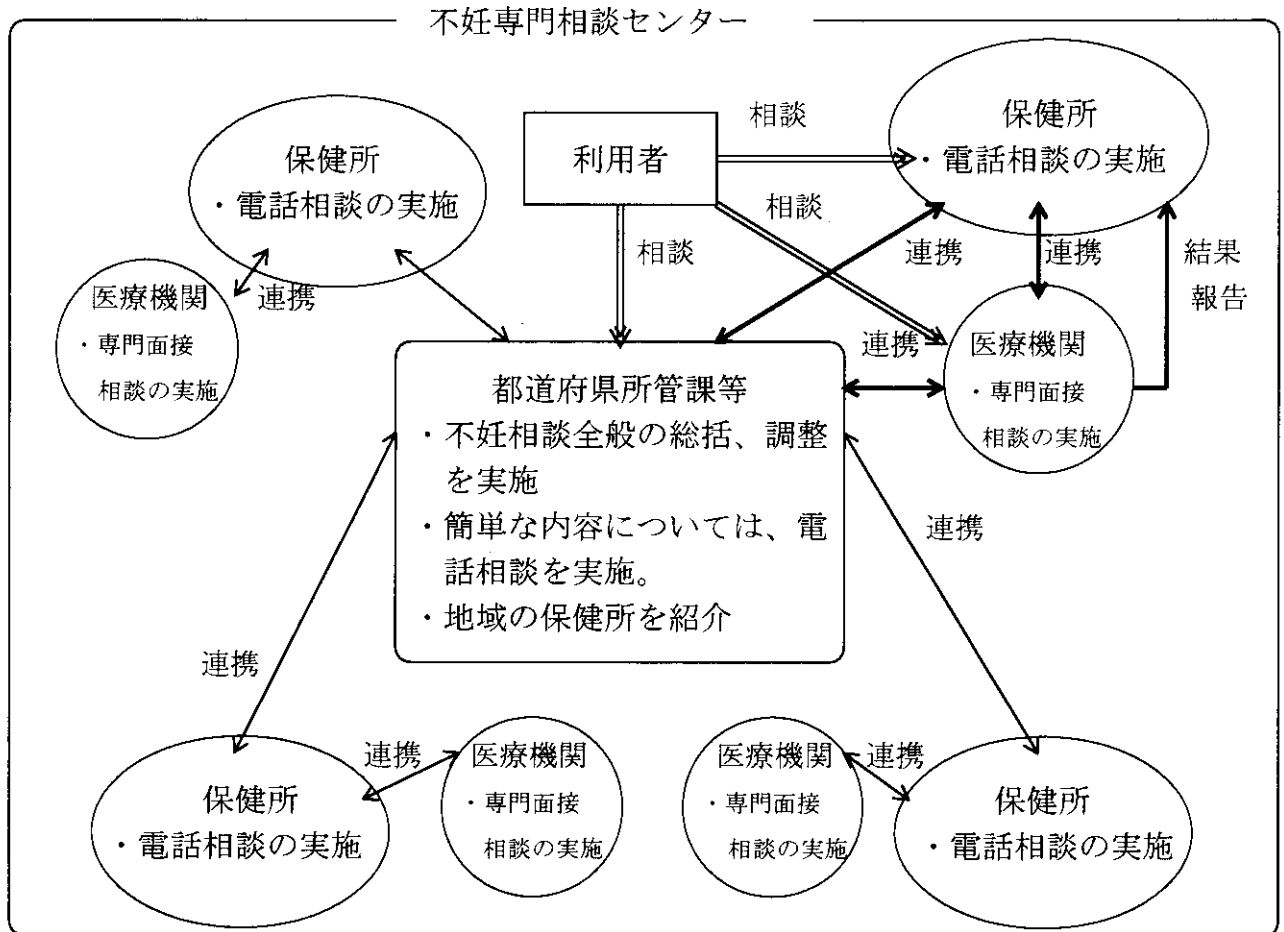 不妊専門相談センター
保健所
・電話相談の実施
医療機関
・専門面接
相談の実施
連携
利用者
相談
相談
相談
保健所
・電話相談の実施
連携
連携
結果
報告
連携
医療機関
・専門面接
相談の実施
都道府県所管課等
・不妊相談全般の総括、調整
を実施
・簡単な内容については、電
話相談を実施。
・地域の保健所を紹介
連携
連携
保健所
・電話相談の実施
連携
医療機関
・専門面接
相談の実施
医療機関
・専門面接
相談の実施
連携
保健所
・電話相談の実施